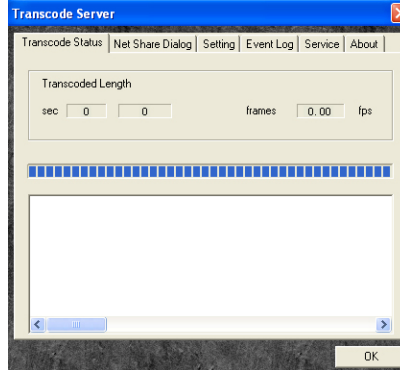 Transcode Server
Transcode Status Net Share Dialog Setting Event Log Service About
Transcoded Length
sec 0 0 frames 0.00 fps
OK